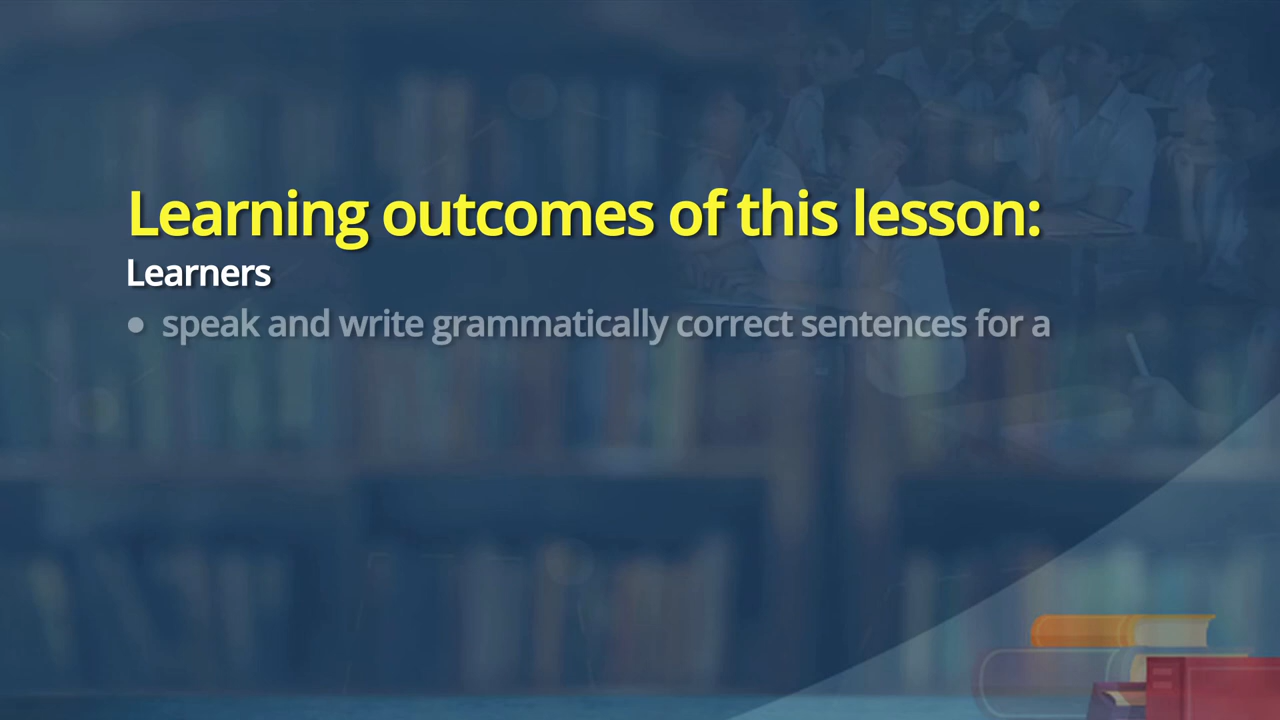 Learning outcomes of this lesson:
Learners
• speak and write grammatically correct sentences for a